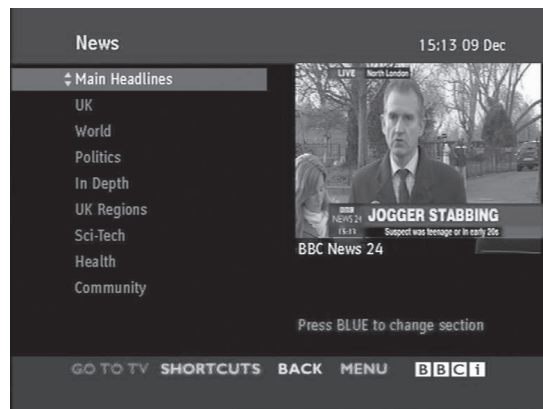 News
15:13 09 Dec
Main Headlines
UK
World
Politics
In Depth
UK Regions
Sci-Tech
Health
Community
LIVE North London
BBC
NEWS 24
15:13
JOGGER STABBING
Suspect was teenage or in early 20s
BBC News 24
Press BLUE to change section
GO TO TV SHORTCUTS BACK MENU BBCi